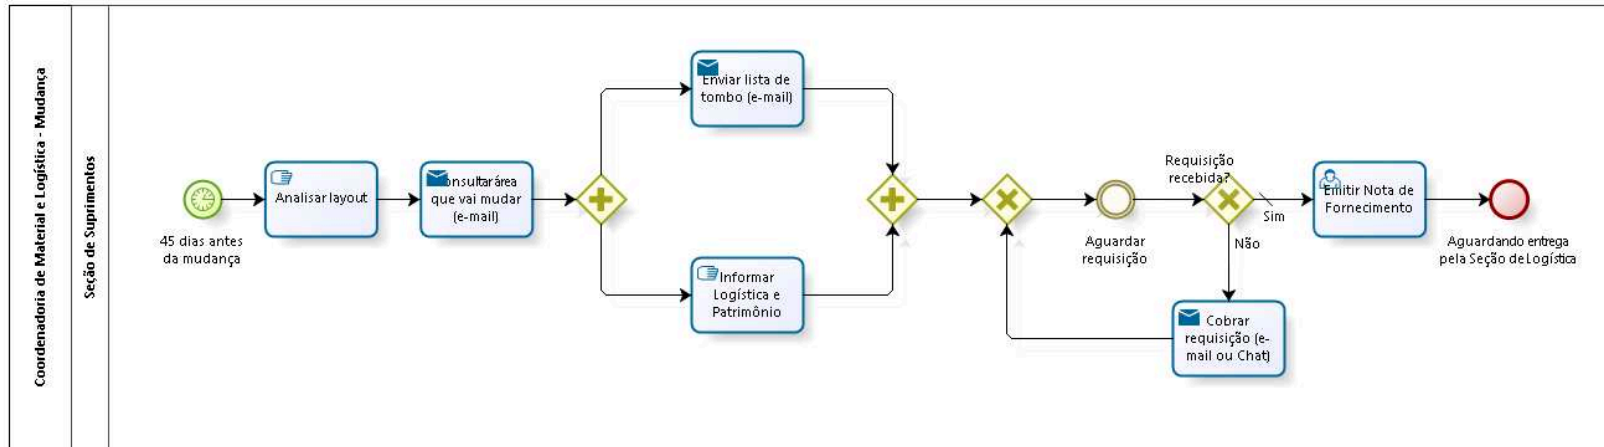 Coordenadoria de Material e Logística - Mudança
Seção de Suprimentos
45 dias antes
da mudança
Analisar layout
onsultar área
que vai mudar
(e-mail)
Enviar lista de
tombo (e-mail)
Informar
Logística e
Patrimônio
Aguardar
requisição
Requisição
recebida?
Sim
Não
Cobrar
requisição (e-
mail ou Chat)
Emitir Nota de
Fornecimento
Aguardando entrega
pela Seção de Logística